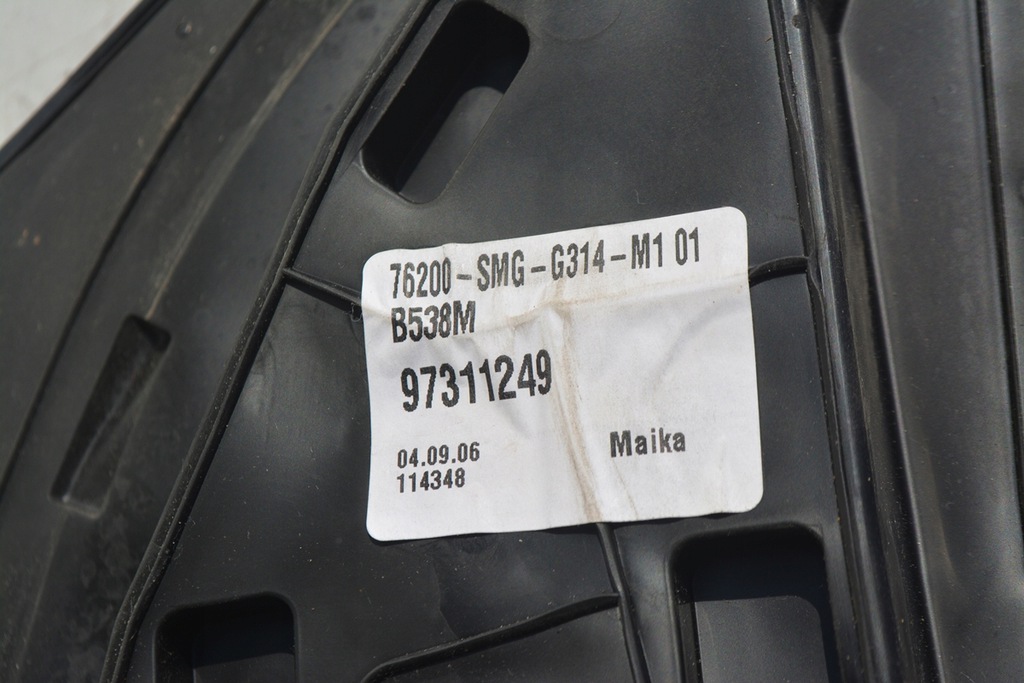 76200-SMG-G314-M1 01
B538M
97311249
04.09.06
114348
Maika